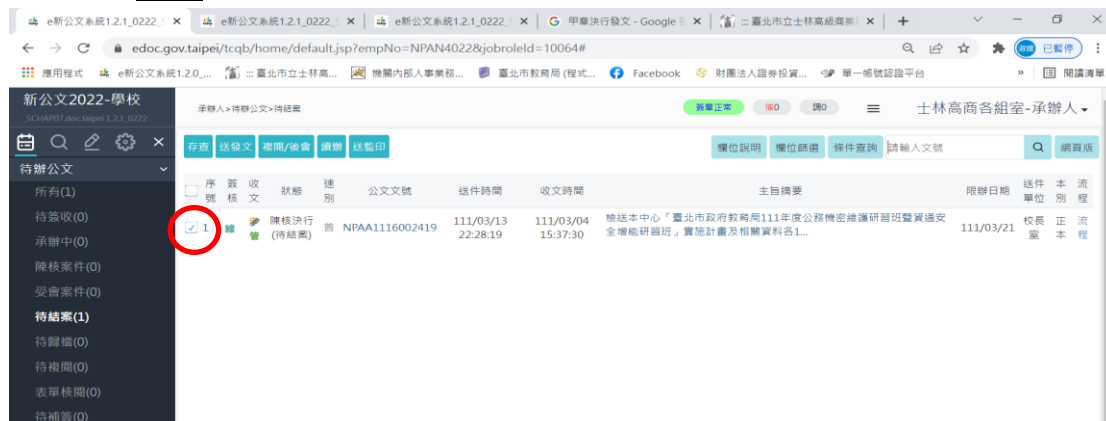 e新公文系統1.2.1_0222_
e新公文系統1.2.1_0222_
e新公文系統1.2.1_0222_
甲章決行發文 - Google
::: 臺北市立士林高級商業
edoc.gov.taipei/tcqb/home/default.jsp?empNo=NPAN4022&jobroleId=10064#
已暫停
應用程式
e新公文系統1.2.0_...
::: 臺北市立士林高...
機關內部人事業務...
臺北市教育局 (程式...
Facebook
財團法人證券投資...
單一帳號認證平台
»
閱讀清單
新公文2022-學校
_SCHAP07.doc.taipei 1.2.1_0222
承辦人>待辦公文>待結案
簽章正常
士林高商各組室-承辦人
存查 送發文 複閱/後會 續辦 送監印
欄位說明 欄位篩選 條件查詢 請輸入文號 網頁版
待辦公文
所有(1)
待簽收(0)
承辦中(0)
陳核案件(0)
受會案件(0)
待結案(1)
待歸檔(0)
待複閱(0)
表單核閱(0)
待補簽(0)
序號 簽核 收文 狀態 速別 公文文號 送件時間 收文時間 主旨摘要 限辦日期 送件單位 本別 流程
1 線 管 陳核決行(待結案) 普 NPAA1116002419 111/03/13 22:28:19 111/03/04 15:37:30 檢送本中心「臺北市政府教育局111年度公務機密維護研習班暨資通安全增能研習班」實施計畫及相關資料各1... 111/03/21 校長室 正本 流程